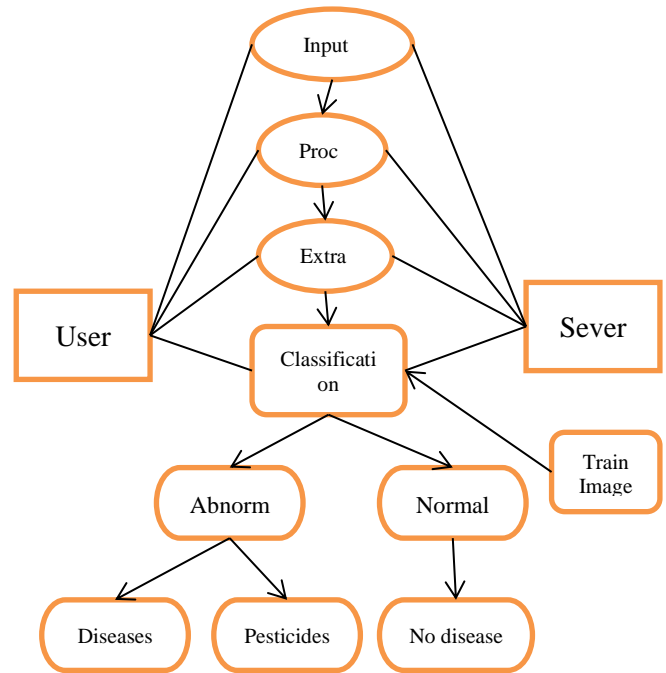 Input
Proc
Extra
User
Sever
Classificati
on
Train
Image
Abnorm
Normal
Diseases
Pesticides
No disease